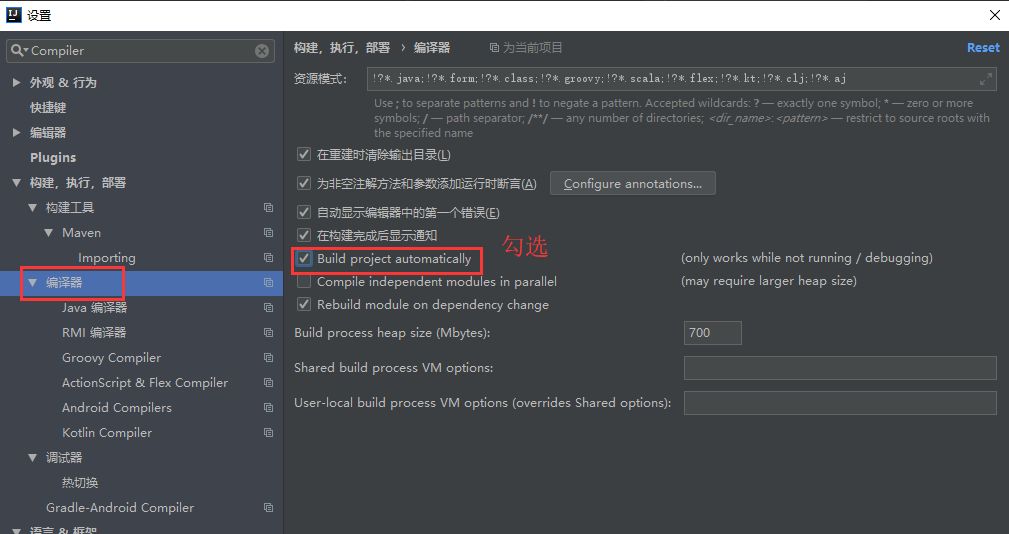 设置
Compiler
外观 & 行为
快捷键
编辑器
Plugins
构建，执行，部署
构建工具
Maven
Importing
编译器
Java 编译器
RMI 编译器
Groovy Compiler
ActionScript & Flex Compiler
Android Compilers
Kotlin Compiler
调试器
热切换
Gradle-Android Compiler
语言 & 框架
构建，执行，部署 › 编译器 为当前项目 Reset
资源模式： !?*.java;!?*.form;!?*.class;!?*.groovy;!?*.scala;!?*.flex;!?*.kt;!?*.clj;!?*.aj
Use ; to separate patterns and ! to negate a pattern. Accepted wildcards: ? — exactly one symbol; * — zero or more
symbols; / — path separator; /**/ — any number of directories; <dir_name>:<pattern> — restrict to source roots with
the specified name
在重建时清除输出目录(L)
为非空注解方法和参数添加运行时断言(A) Configure annotations...
自动显示编辑器中的第一个错误(E)
在构建完成后显示通知
勾选
Build project automatically (only works while not running / debugging)
Compile independent modules in parallel (may require larger heap size)
Rebuild module on dependency change
Build process heap size (Mbytes): 700
Shared build process VM options:
User-local build process VM options (overrides Shared options):